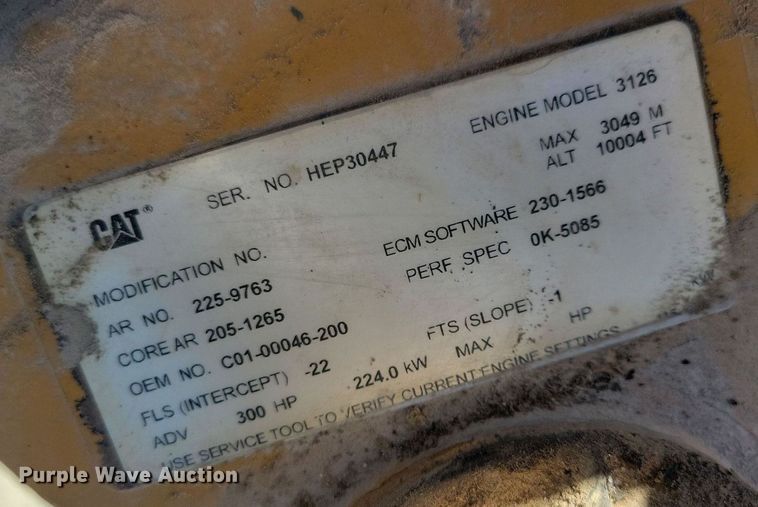 CAT® SER. NO. HEP30447 ENGINE MODEL 3126
MAX 3049 M
ALT 10004 FT
MODIFICATION NO. ECM SOFTWARE 230-1566
AR NO. 225-9763 PERF SPEC 0K-5085
CORE AR 205-1265
OEM NO. C01-00046-200
FLS (INTERCEPT) -22 FTS (SLOPE) -1
ADV 300 HP 224.0 kW MAX HP kW
USE SERVICE TOOL TO VERIFY CURRENT ENGINE SETTINGS
Purple Wave Auction